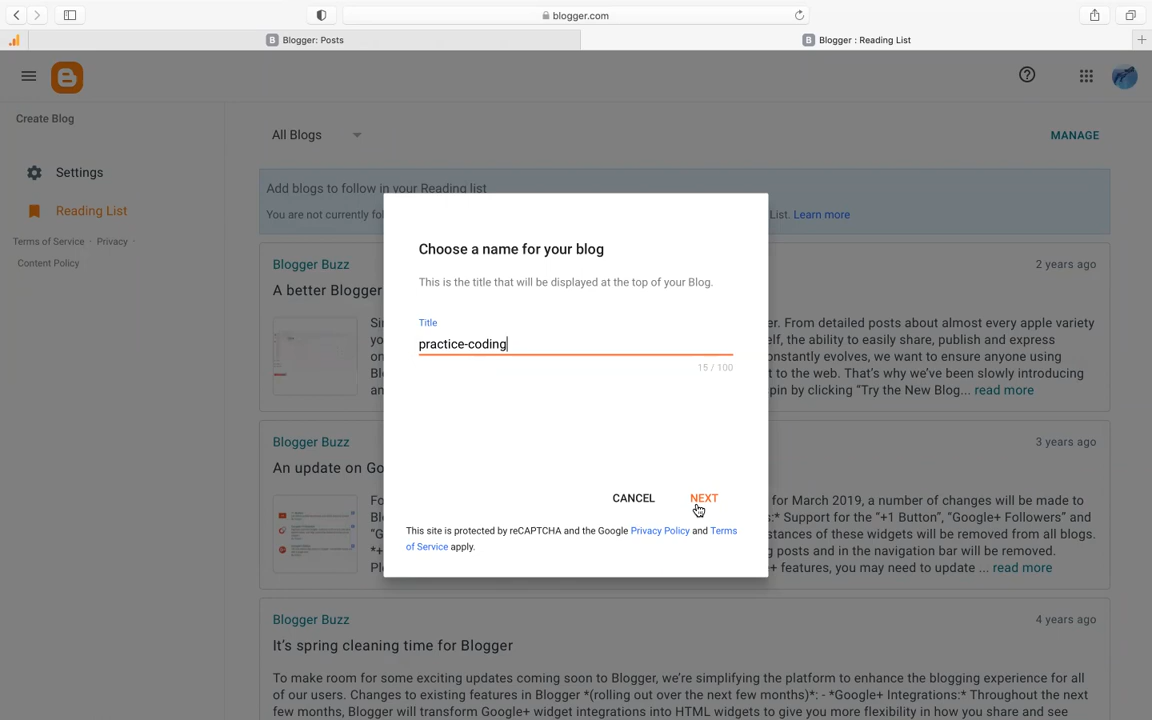 blogger.com
Blogger: Posts
Blogger : Reading List
Create Blog
All Blogs
MANAGE
Settings
Reading List
Terms of Service · Privacy ·
Content Policy
Add blogs to follow in your Reading list
You are not currently fol
List. Learn more
Blogger Buzz
2 years ago
A better Blogger
er. From detailed posts about almost every apple variety
elf, the ability to easily share, publish and express
onstantly evolves, we want to ensure anyone using
t to the web. That's why we've been slowly introducing
pin by clicking “Try the New Blog... read more
Choose a name for your blog
This is the title that will be displayed at the top of your Blog.
Title
practice-coding
15 / 100
CANCEL
NEXT
This site is protected by reCAPTCHA and the Google Privacy Policy and Terms
of Service apply.
Blogger Buzz
3 years ago
An update on Go
for March 2019, a number of changes will be made to
:* Support for the “+1 Button”, “Google+ Followers” and
stances of these widgets will be removed from all blogs.
g posts and in the navigation bar will be removed.
+ features, you may need to update ... read more
Blogger Buzz
4 years ago
It's spring cleaning time for Blogger
To make room for some exciting updates coming soon to Blogger, we're simplifying the platform to enhance the blogging experience for all
of our users. Changes to existing features in Blogger *(rolling out over the next few months)*: - *Google+ Integrations:* Throughout the next
few months, Blogger will transform Google+ widget integrations into HTML widgets to give you more flexibility in how you share and see